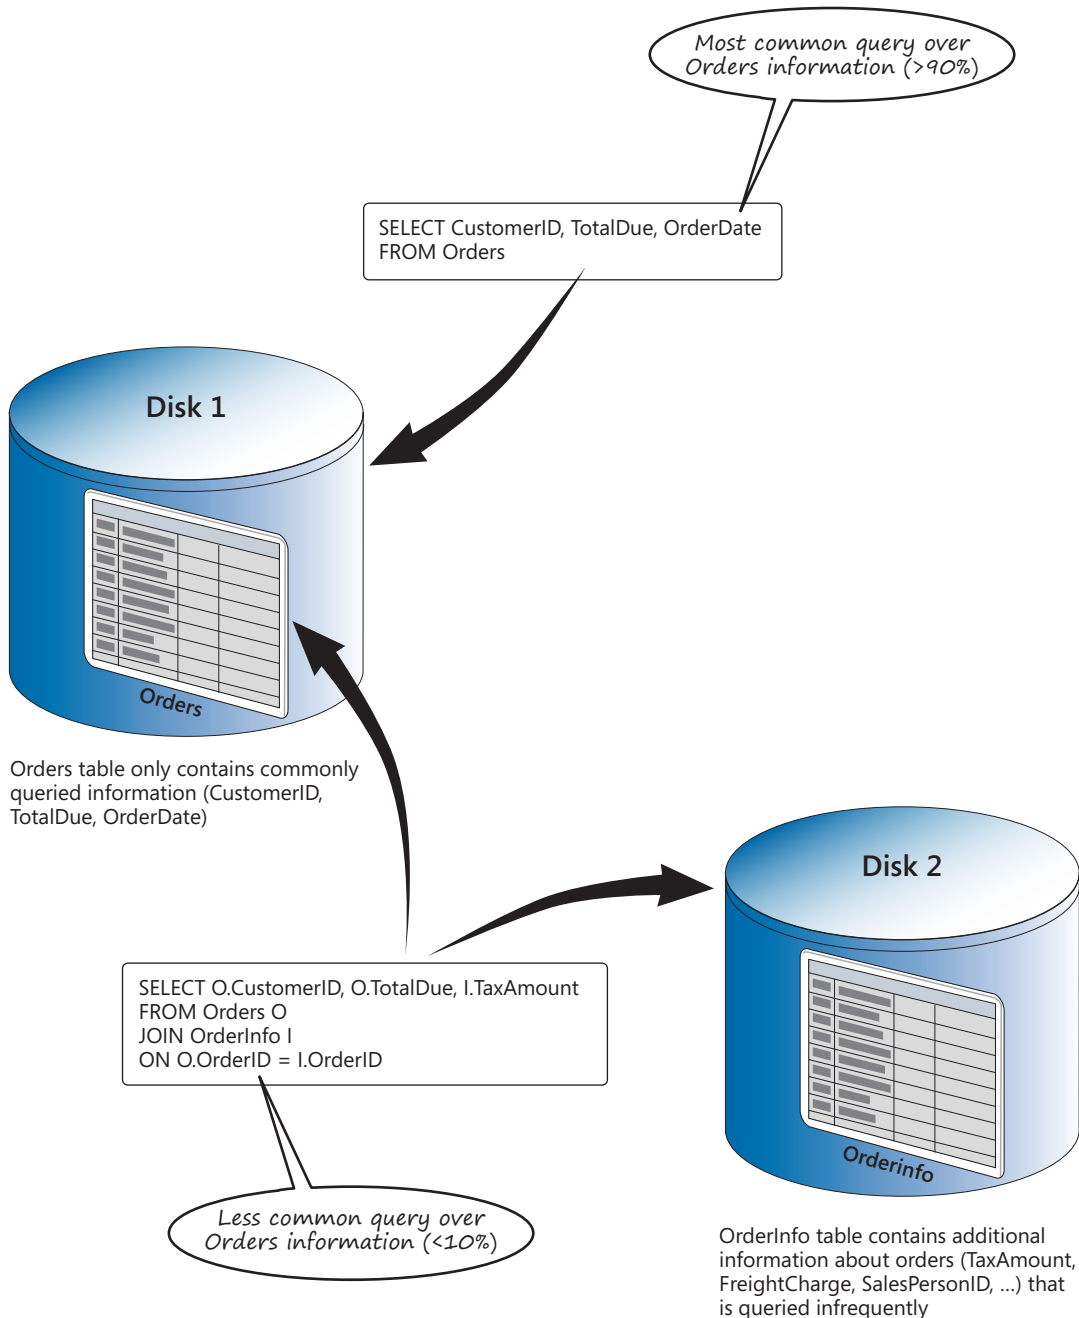 Most common query over
Orders information (>90%)
SELECT CustomerID, TotalDue, OrderDate
FROM Orders
Disk 1
Orders
Orders table only contains commonly
queried information (CustomerID,
TotalDue, OrderDate)
Disk 2
Orderinfo
SELECT O.CustomerID, O.TotalDue, I.TaxAmount
FROM Orders O
JOIN OrderInfo I
ON O.OrderID = I.OrderID
Less common query over
Orders information (<10%)
OrderInfo table contains additional
information about orders (TaxAmount,
FreightCharge, SalesPersonID, ...) that
is queried infrequently